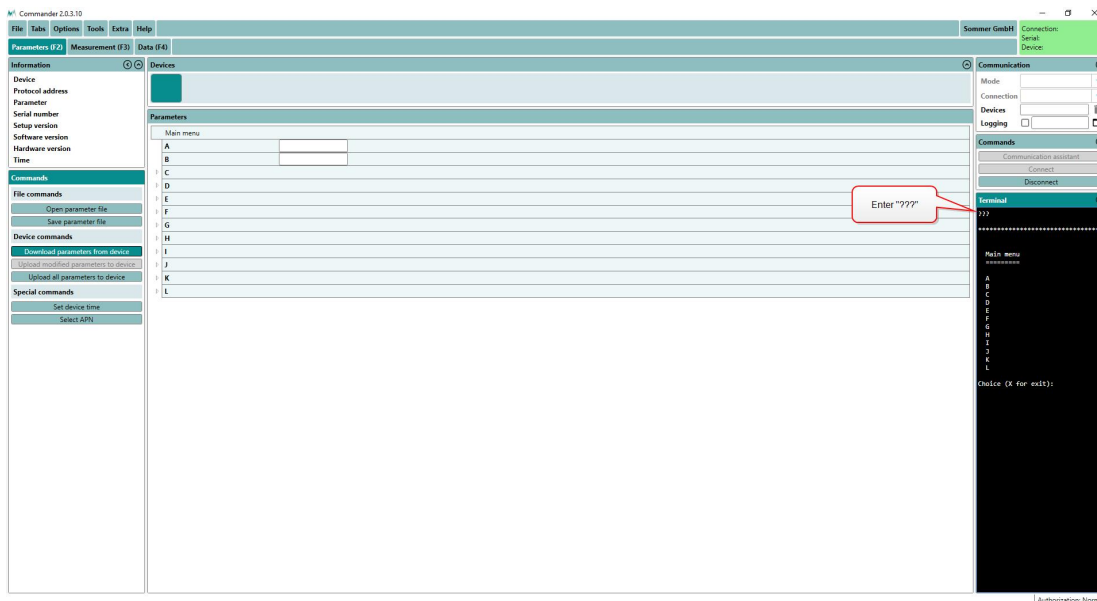 Commander 2.0.3.10
File Tabs Options Tools Extra Help
Sommer GmbH
Connection:
Serial:
Device:
Parameters (F2) Measurement (F3) Data (F4)
Information
Device
Protocol address
Parameter
Serial number
Setup version
Software version
Hardware version
Time
Commands
File commands
Open parameter file
Save parameter file
Device commands
Download parameters from device
Upload modified parameters to device
Upload all parameters to device
Special commands
Set device time
Select APN
Devices
Parameters
Main menu
A
B
C
D
E
F
G
H
I
J
K
L
Enter "???"
Communication
Mode
Connection
Devices
Logging
Commands
Communication assistant
Connect
Disconnect
Terminal
???
********************************
Main menu
=========
A
B
C
D
E
F
G
H
I
J
K
L
Choice (X for exit):
Authorization: